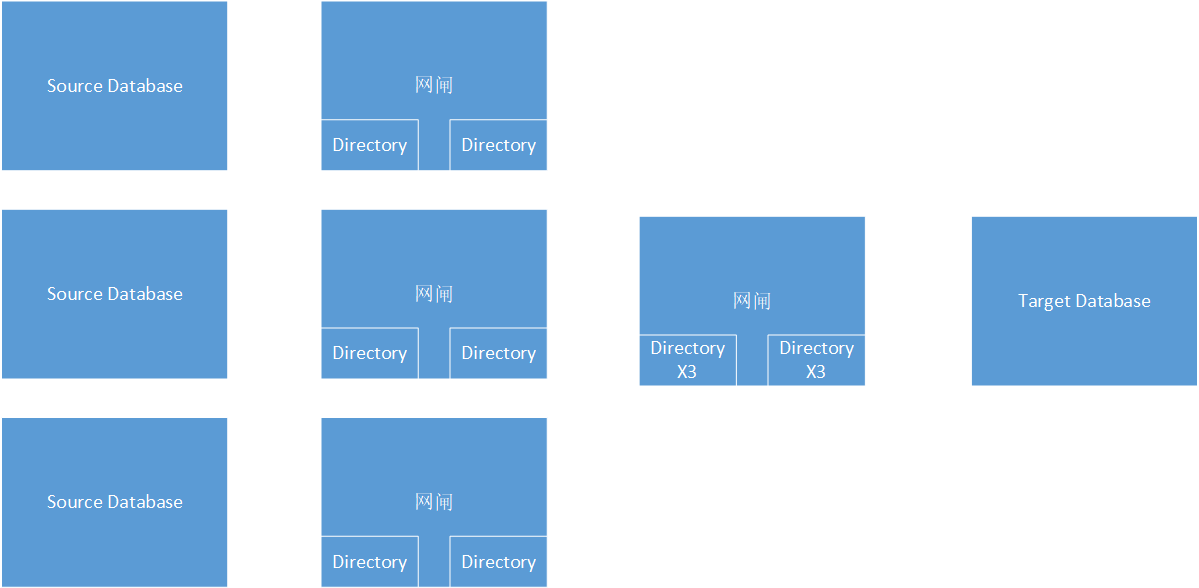 Source Database
网闸
Directory
Directory
Source Database
网闸
Directory
Directory
网闸
Directory
X3
Directory
X3
Target Database
Source Database
网闸
Directory
Directory